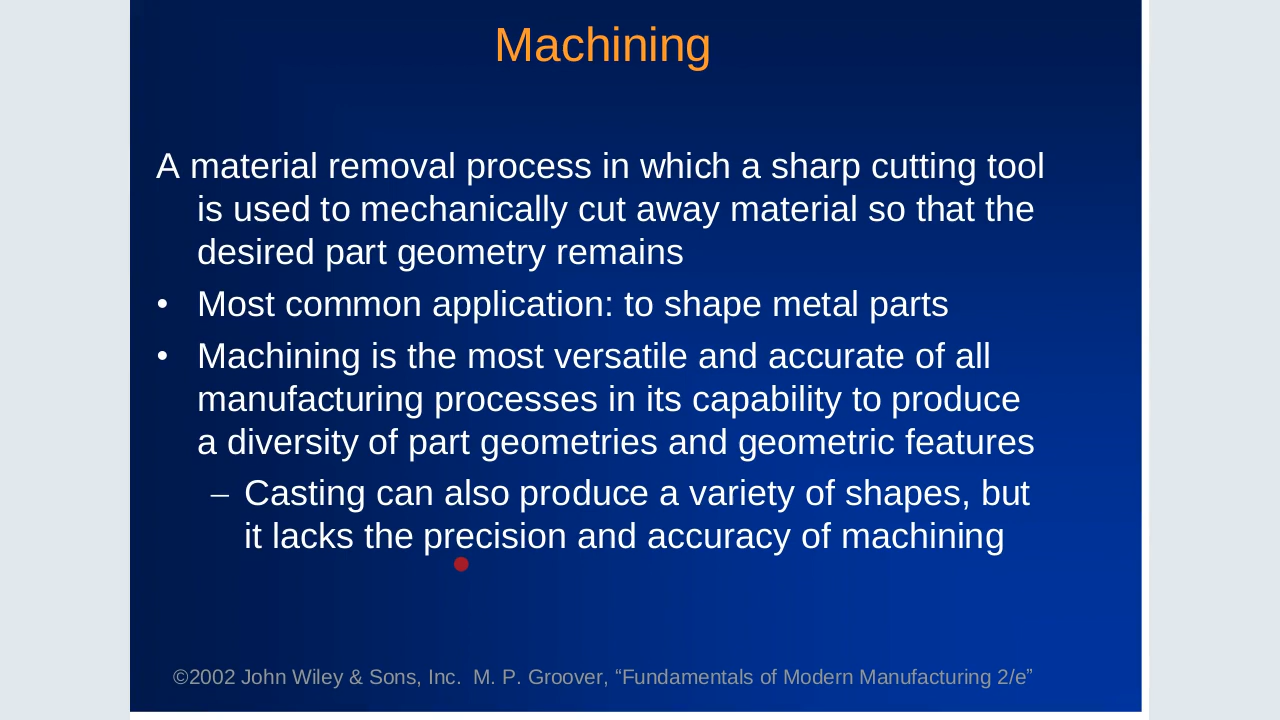 Machining
A material removal process in which a sharp cutting tool
is used to mechanically cut away material so that the
desired part geometry remains
• Most common application: to shape metal parts
• Machining is the most versatile and accurate of all
manufacturing processes in its capability to produce
a diversity of part geometries and geometric features
– Casting can also produce a variety of shapes, but
it lacks the precision and accuracy of machining
©2002 John Wiley & Sons, Inc.  M. P. Groover, “Fundamentals of Modern Manufacturing 2/e”